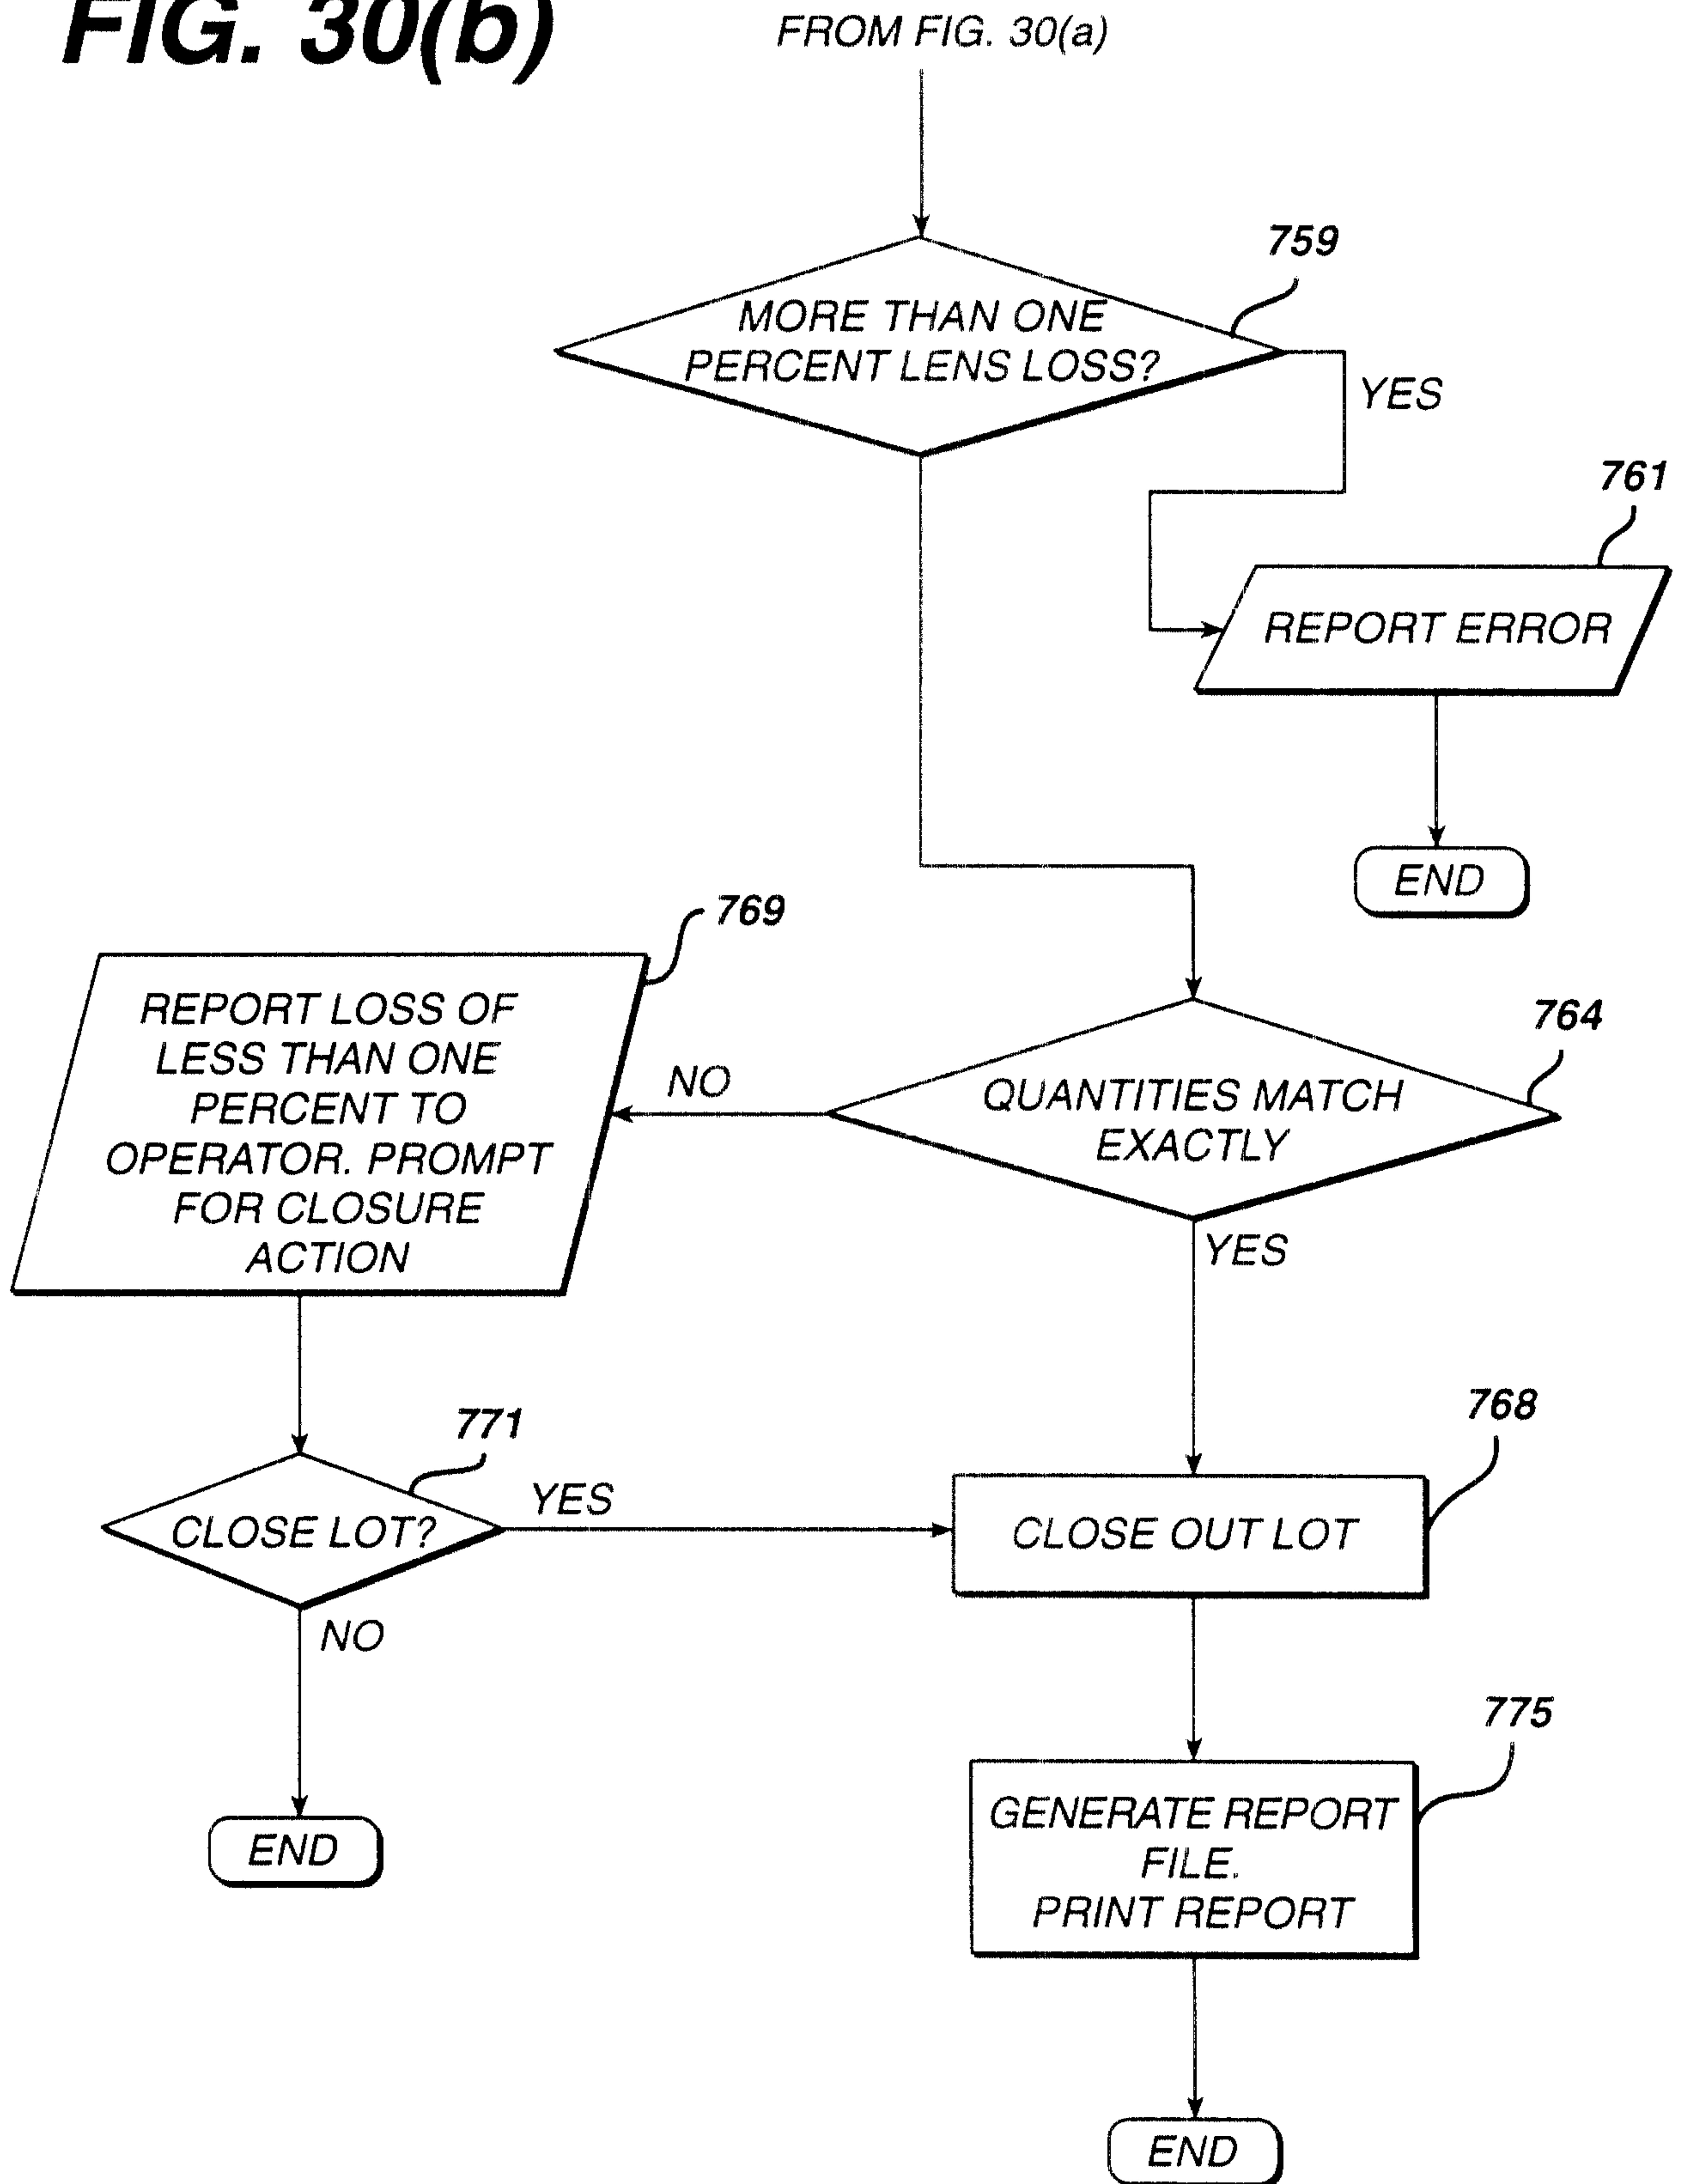 FIG. 30(b)
FROM FIG. 30(a)
759
MORE THAN ONE
PERCENT LENS LOSS?
YES
761
REPORT ERROR
END
769
REPORT LOSS OF
LESS THAN ONE
PERCENT TO
OPERATOR. PROMPT
FOR CLOSURE
ACTION
NO
764
QUANTITIES MATCH
EXACTLY
YES
771
CLOSE LOT?
YES
NO
768
CLOSE OUT LOT
END
775
GENERATE REPORT
FILE.
PRINT REPORT
END